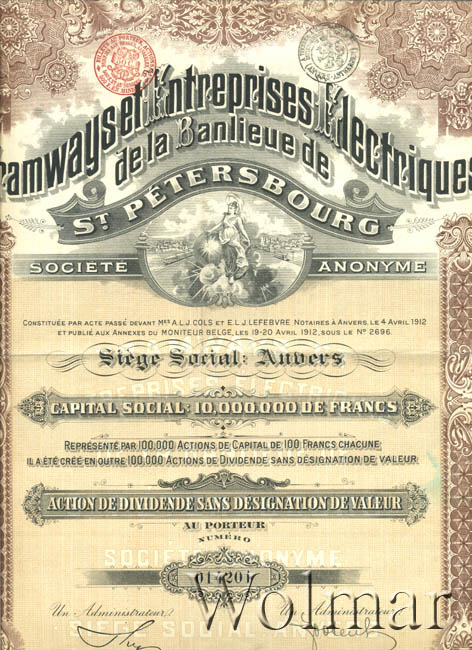 Tramways et Entreprises Électriques
de la Banlieue de
ST. PÉTERSBOURG
SOCIÉTÉ ANONYME
CONSTITUÉE PAR ACTE PASSÉ DEVANT MES A.L.J. COLS ET E.L.J. LEFEBVRE NOTAIRES À ANVERS, LE 4 AVRIL 1912
ET PUBLIÉ AUX ANNEXES DU MONITEUR BELGE, LES 19-20 AVRIL 1912, SOUS LE NO 2696.
Siège Social: Anvers
CAPITAL SOCIAL: 10.000.000 DE FRANCS
REPRÉSENTÉ PAR 100,000 ACTIONS DE CAPITAL DE 100 FRANCS CHACUNE;
IL A ÉTÉ CRÉÉ EN OUTRE 100,000 ACTIONS DE DIVIDENDE SANS DÉSIGNATION DE VALEUR
ACTION DE DIVIDENDE SANS DÉSIGNATION DE VALEUR
AU PORTEUR
NUMÉRO
SOCIÉTÉ ANONYME
Un Administrateur, Un Administrateur,
Wolmar
SIÈGE SOCIAL: ANVERS